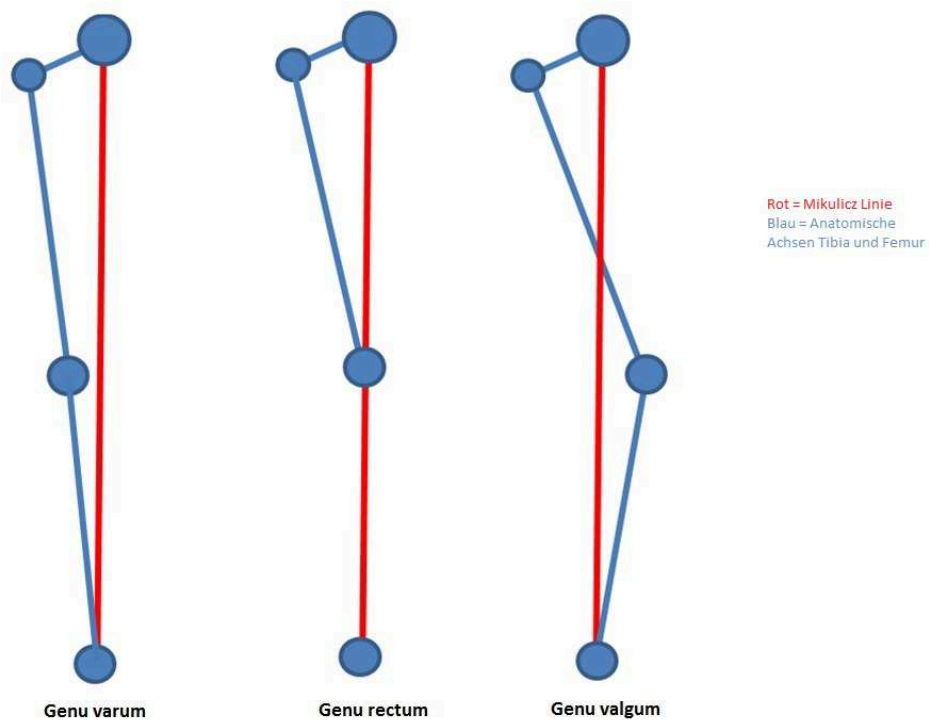 Rot = Mikulicz Linie
Blau = Anatomische
Achsen Tibia und Femur
Genu varum
Genu rectum
Genu valgum